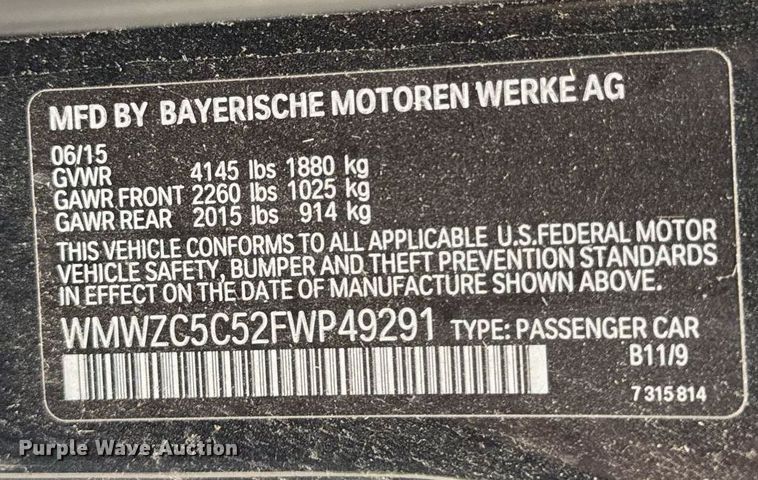 MFD BY BAYERISCHE MOTOREN WERKE AG
06/15
GVWR 4145 lbs 1880 kg
GAWR FRONT 2260 lbs 1025 kg
GAWR REAR 2015 lbs 914 kg
THIS VEHICLE CONFORMS TO ALL APPLICABLE U.S.FEDERAL MOTOR
VEHICLE SAFETY, BUMPER AND THEFT PREVENTION STANDARDS
IN EFFECT ON THE DATE OF MANUFACTURE SHOWN ABOVE.
WMWZC5C52FWP49291 TYPE: PASSENGER CAR
B11/9
7 315 814
Purple Wave Auction